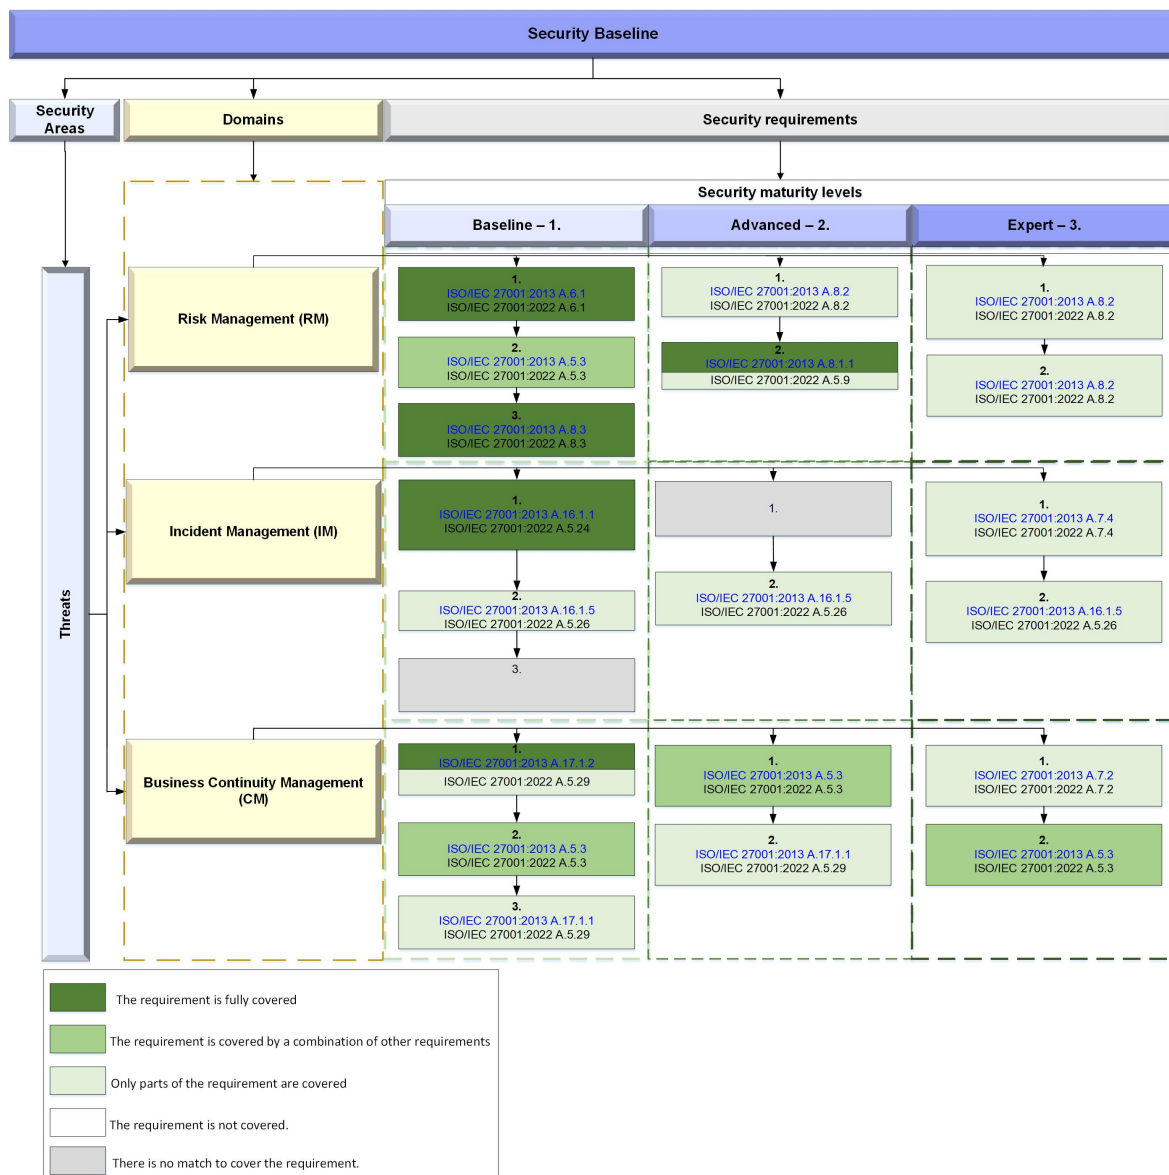 Security Baseline
Security
Areas
Domains
Security requirements
Security maturity levels
Baseline – 1.
Advanced – 2.
Expert – 3.
Threats
Risk Management (RM)
1.
ISO/IEC 27001:2013 A.6.1
ISO/IEC 27001:2022 A.6.1
2.
ISO/IEC 27001:2013 A.5.3
ISO/IEC 27001:2022 A.5.3
3.
ISO/IEC 27001:2013 A.8.3
ISO/IEC 27001:2022 A.8.3
1.
ISO/IEC 27001:2013 A.8.2
ISO/IEC 27001:2022 A.8.2
2.
ISO/IEC 27001:2013 A.8.1.1
ISO/IEC 27001:2022 A.5.9
1.
ISO/IEC 27001:2013 A.8.2
ISO/IEC 27001:2022 A.8.2
2.
ISO/IEC 27001:2013 A.8.2
ISO/IEC 27001:2022 A.8.2
Incident Management (IM)
1.
ISO/IEC 27001:2013 A.16.1.1
ISO/IEC 27001:2022 A.5.24
2.
ISO/IEC 27001:2013 A.16.1.5
ISO/IEC 27001:2022 A.5.26
3.
1.
2.
ISO/IEC 27001:2013 A.16.1.5
ISO/IEC 27001:2022 A.5.26
1.
ISO/IEC 27001:2013 A.7.4
ISO/IEC 27001:2022 A.7.4
2.
ISO/IEC 27001:2013 A.16.1.5
ISO/IEC 27001:2022 A.5.26
Business Continuity Management
(CM)
1.
ISO/IEC 27001:2013 A.17.1.2
ISO/IEC 27001:2022 A.5.29
2.
ISO/IEC 27001:2013 A.5.3
ISO/IEC 27001:2022 A.5.3
3.
ISO/IEC 27001:2013 A.17.1.1
ISO/IEC 27001:2022 A.5.29
1.
ISO/IEC 27001:2013 A.5.3
ISO/IEC 27001:2022 A.5.3
2.
ISO/IEC 27001:2013 A.17.1.1
ISO/IEC 27001:2022 A.5.29
1.
ISO/IEC 27001:2013 A.7.2
ISO/IEC 27001:2022 A.7.2
2.
ISO/IEC 27001:2013 A.5.3
ISO/IEC 27001:2022 A.5.3
The requirement is fully covered
The requirement is covered by a combination of other requirements
Only parts of the requirement are covered
The requirement is not covered.
There is no match to cover the requirement.